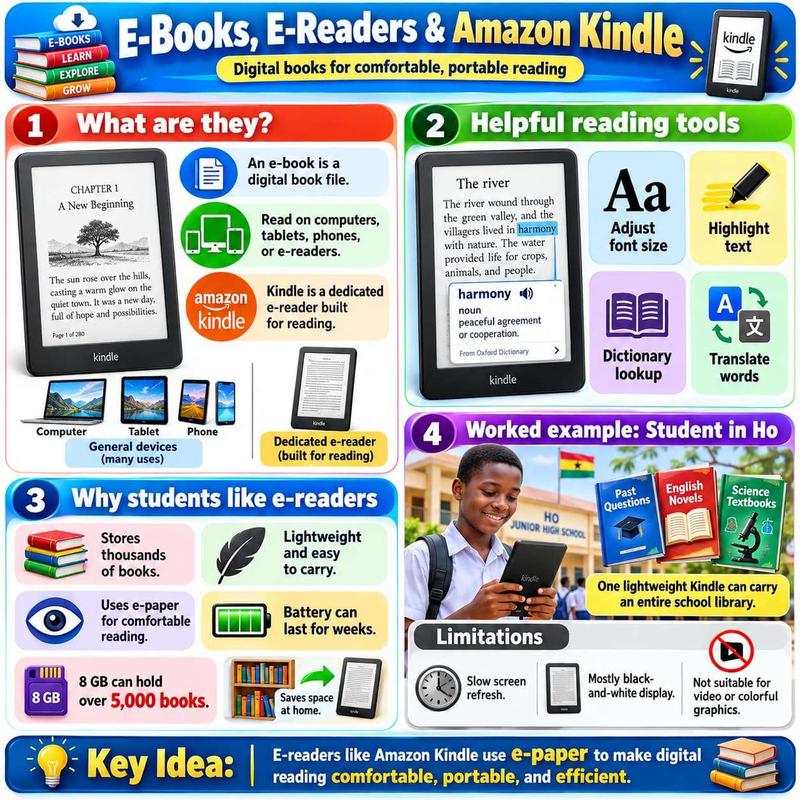 E-BOOKS
LEARN
EXPLORE
GROW
E-Books, E-Readers & Amazon Kindle
Digital books for comfortable, portable reading
kindle
kindle
1 What are they?
CHAPTER 1
A New Beginning
The sun rose over the hills,
casting a warm glow on the
quiet town. It was a new day,
full of hope and possibilities.
Page 1 of 280
kindle
An e-book is a
digital book file.
Read on computers,
tablets, phones,
or e-readers.
amazon
kindle
Kindle is a dedicated
e-reader built
for reading.
Computer
Tablet
Phone
General devices
(many uses)
kindle
Dedicated e-reader
(built for reading)
2 Helpful reading tools
The river
The river wound through
the green valley, and the
villagers lived in harmony
with nature. The water
provided life for crops,
animals, and people.
harmony
noun
peaceful agreement
or cooperation.
From Oxford Dictionary
kindle
Aa
Adjust
font size
Highlight
text
Dictionary
lookup
A
文
Translate
words
3 Why students like e-readers
Stores
thousands
of books.
Lightweight
and easy
to carry.
Uses e-paper
for comfortable
reading.
Battery can
last for weeks.
8 GB
8 GB can hold
over 5,000 books.
Saves space
at home.
4 Worked example: Student in Ho
HO
JUNIOR HIGH SCHOOL
kindle
Past
Questions
English
Novels
Science
Textbooks
One lightweight Kindle can carry
an entire school library.
Limitations
Slow screen
refresh.
Mostly black-
and-white display.
Not suitable for
video or colorful
graphics.
Key Idea:
E-readers like Amazon Kindle use e-paper to make digital
reading comfortable, portable, and efficient.